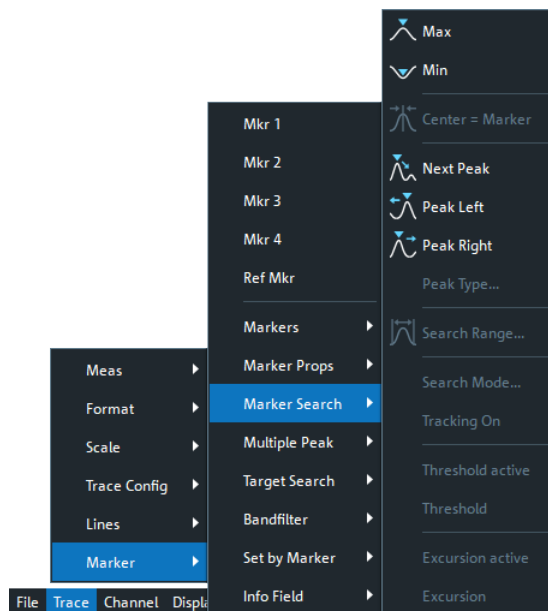 File
Trace
Channel
Displa
Meas
Format
Scale
Trace Config
Lines
Marker
Mkr 1
Mkr 2
Mkr 3
Mkr 4
Ref Mkr
Markers
Marker Props
Marker Search
Multiple Peak
Target Search
Bandfilter
Set by Marker
Info Field
Max
Min
Center = Marker
Next Peak
Peak Left
Peak Right
Peak Type...
Search Range...
Search Mode...
Tracking On
Threshold active
Threshold
Excursion active
Excursion